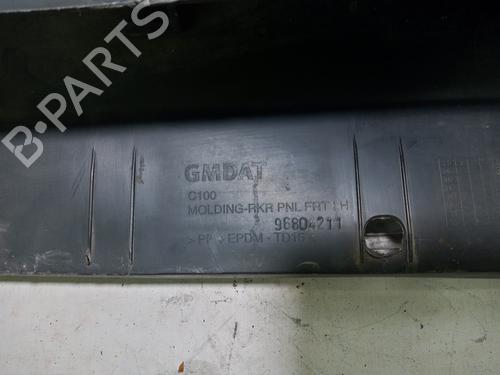 B-PARTS
GMDAT
C100
MOLDING-RKR PNL FRT LH
96804211
>PP+EPDM-TD15<